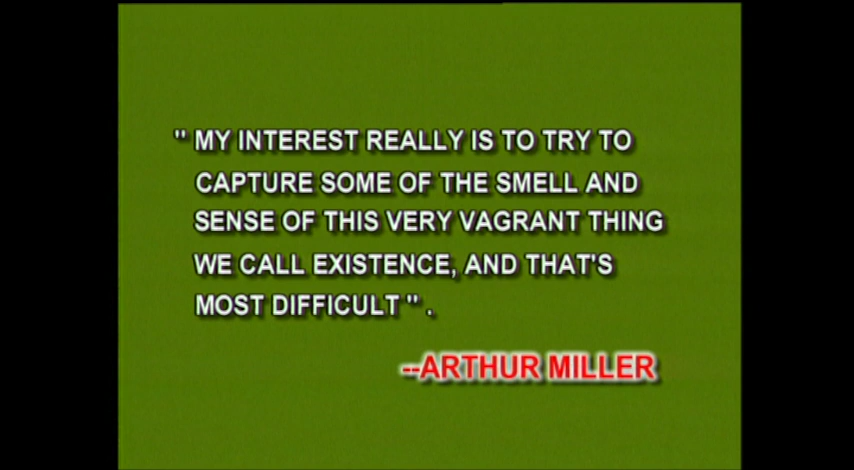 " MY INTEREST REALLY IS TO TRY TO
CAPTURE SOME OF THE SMELL AND
SENSE OF THIS VERY VAGRANT THING
WE CALL EXISTENCE, AND THAT'S
MOST DIFFICULT " .
--ARTHUR MILLER